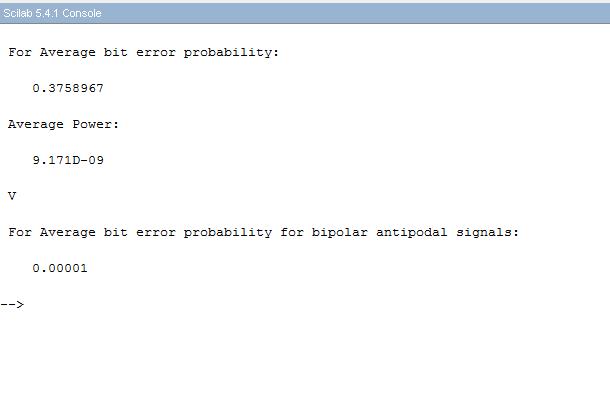 Scilab 5.4.1 Console
For Average bit error probability:
0.3758967
Average Power:
9.171D-09
V
For Average bit error probability for bipolar antipodal signals:
0.00001
-->